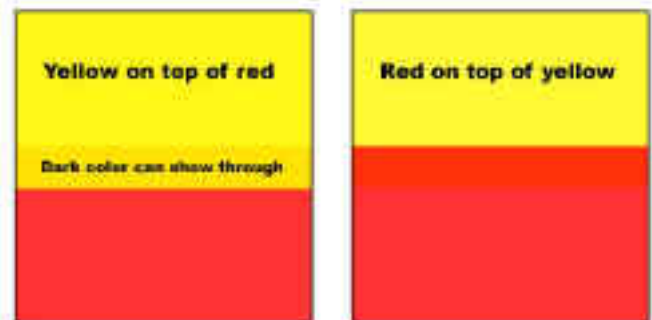 Yellow on top of red
Dark color can show through
Red on top of yellow